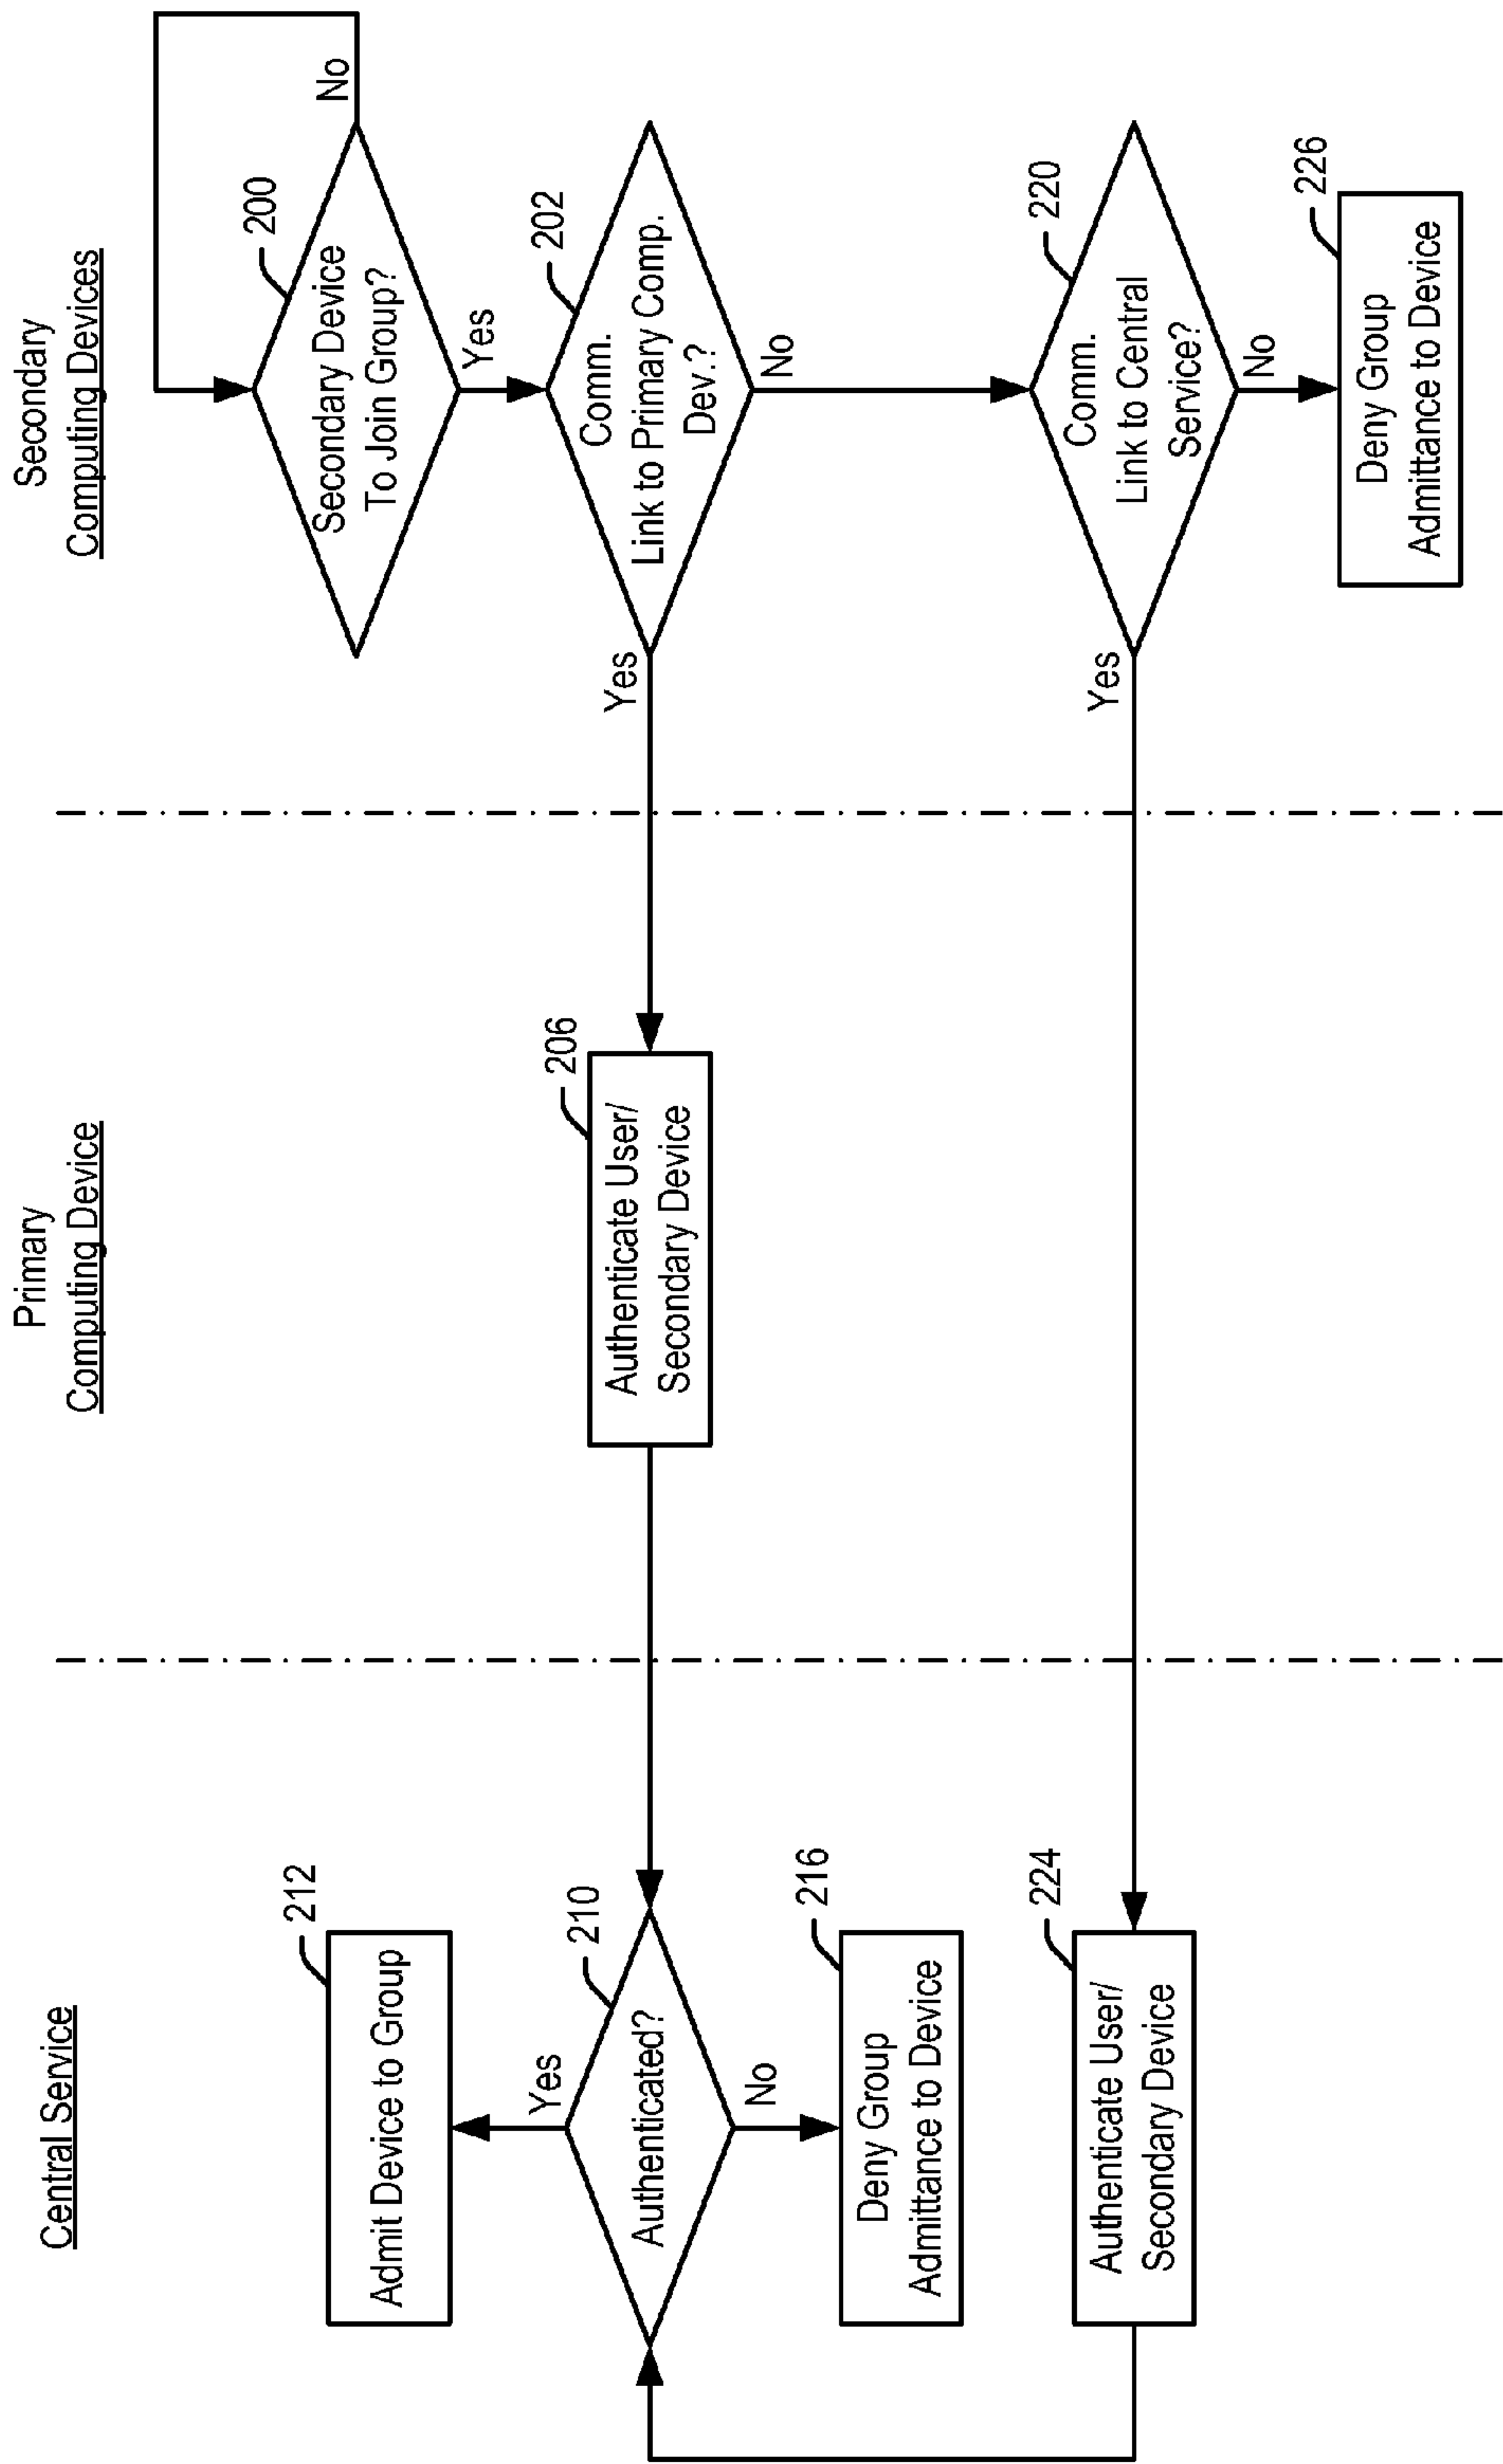 Central Service
Primary
Computing Device
Secondary
Computing Devices
212
Admit Device to Group
Yes
210
Authenticated?
No
216
Deny Group
Admittance to Device
224
Authenticate User/
Secondary Device
206
Authenticate User/
Secondary Device
No
200
Secondary Device
To Join Group?
Yes
202
Comm.
Link to Primary Comp.
Dev.?
Yes
No
220
Comm.
Link to Central
Service?
Yes
No
226
Deny Group
Admittance to Device